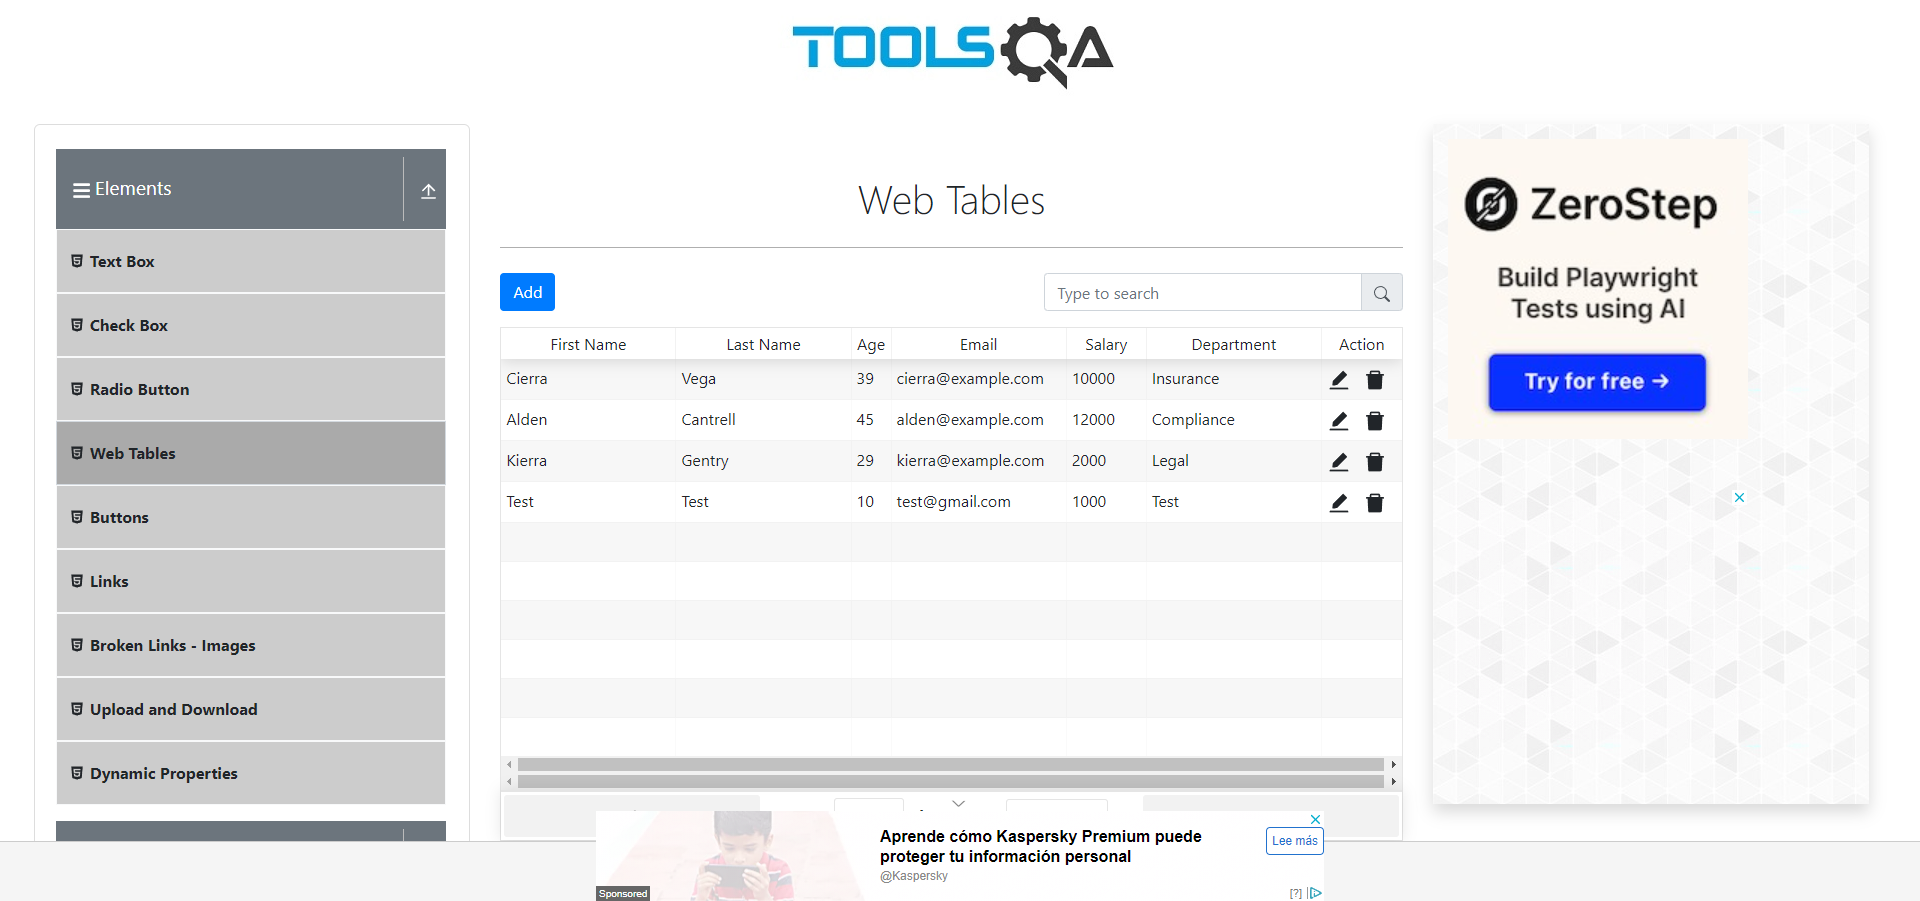 TOOLSQA
Elements
Text Box
Check Box
Radio Button
Web Tables
Buttons
Links
Broken Links - Images
Upload and Download
Dynamic Properties
Web Tables
Add
Type to search
First Name Last Name Age Email Salary Department Action
Cierra Vega 39 cierra@example.com 10000 Insurance
Alden Cantrell 45 alden@example.com 12000 Compliance
Kierra Gentry 29 kierra@example.com 2000 Legal
Test Test 10 test@gmail.com 1000 Test
ZeroStep
Build Playwright
Tests using AI
Try for free →
Aprende cómo Kaspersky Premium puede
proteger tu información personal
@Kaspersky
Lee más
Sponsored
[?]